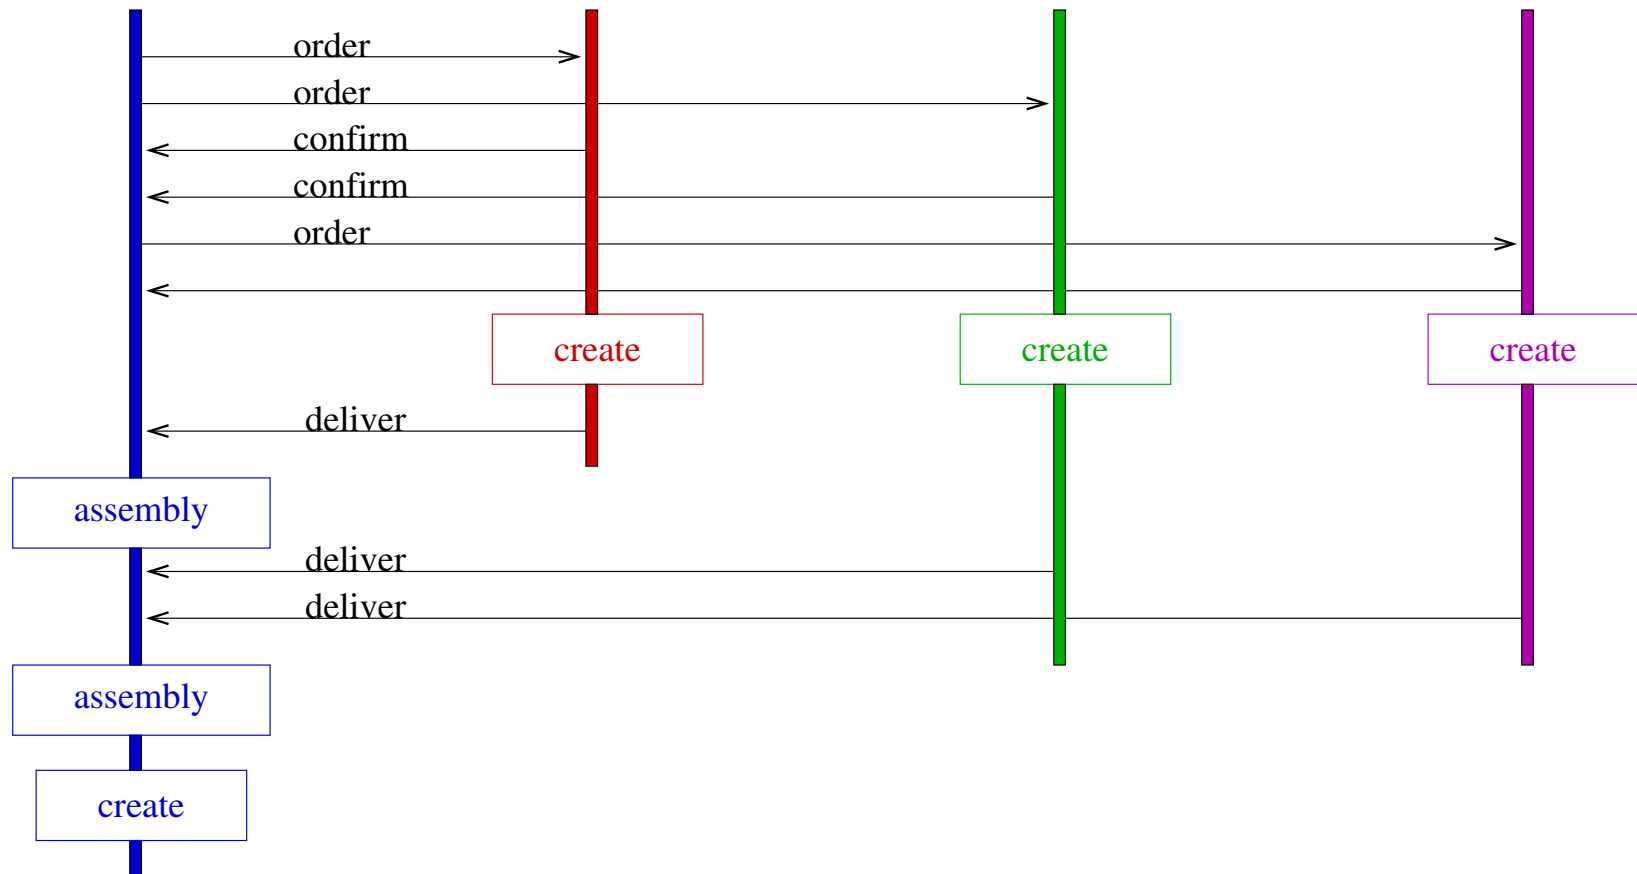 order
order
confirm
confirm
order
create create create
deliver
assembly
deliver
deliver
assembly
create